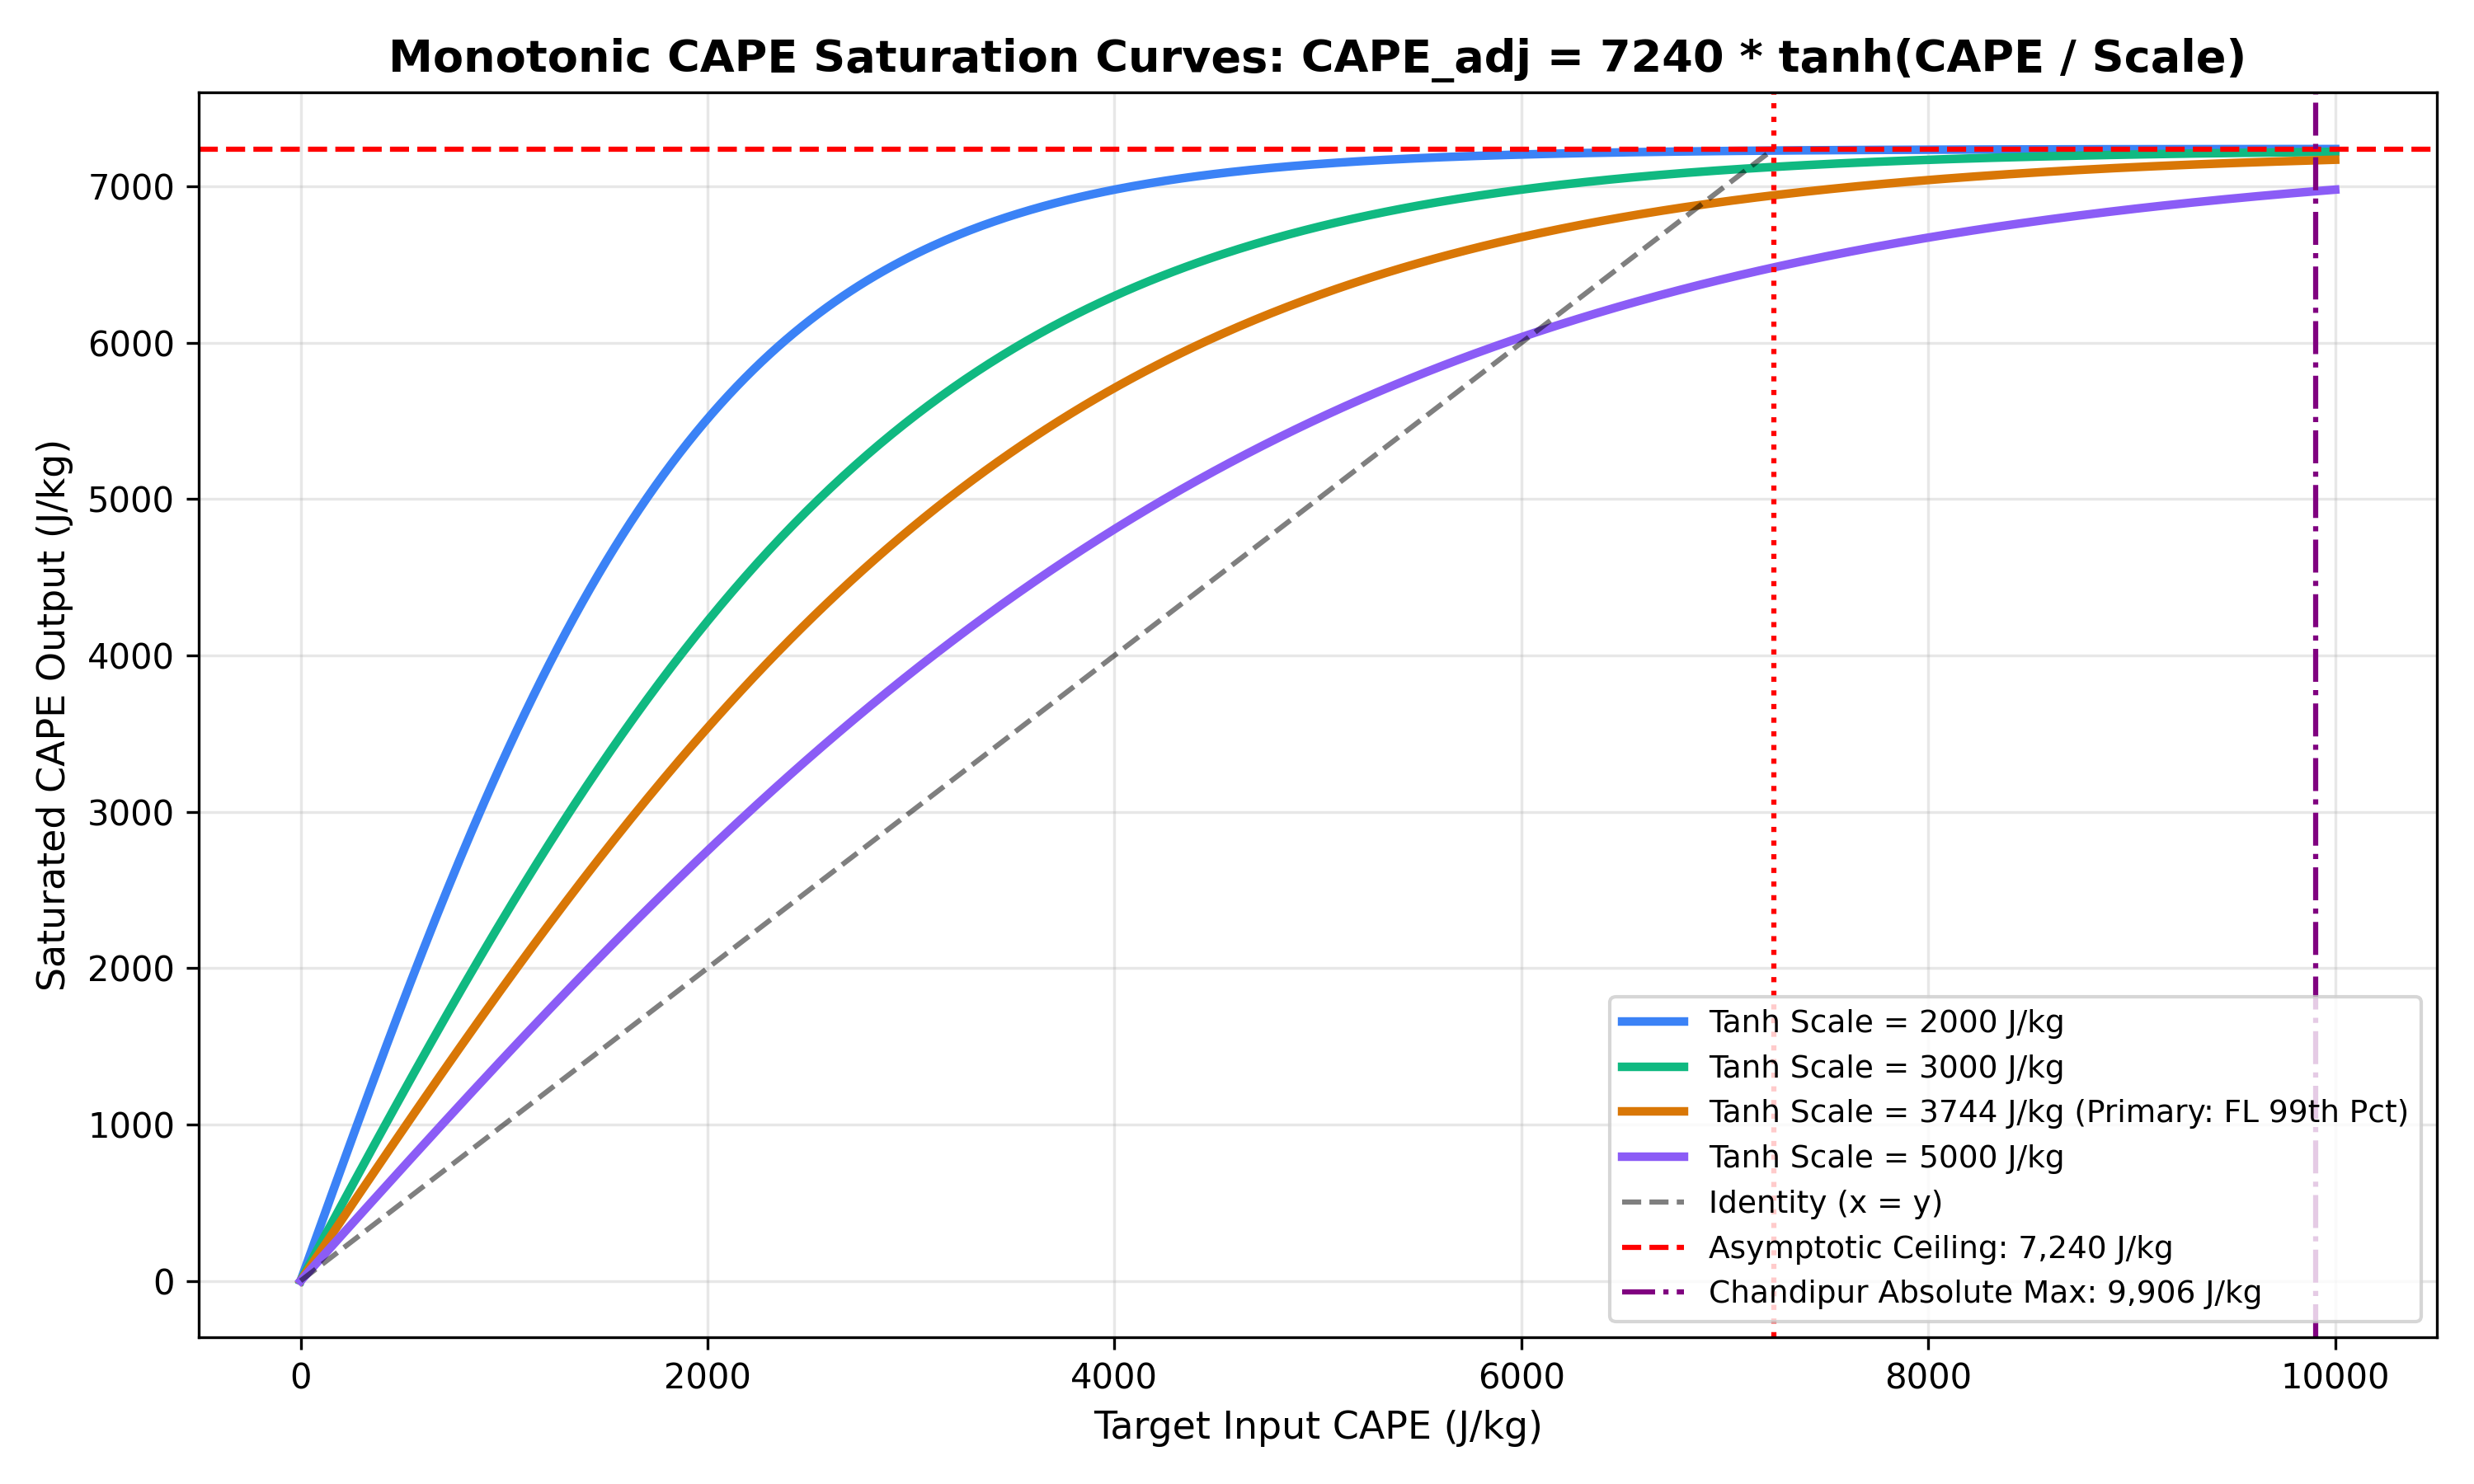 Monotonic CAPE Saturation Curves: CAPE_adj = 7240 * tanh(CAPE / Scale)
Saturated CAPE Output (J/kg)
7000
6000
5000
4000
3000
2000
1000
0
Tanh Scale = 2000 J/kg
Tanh Scale = 3000 J/kg
Tanh Scale = 3744 J/kg (Primary: FL 99th Pct)
Tanh Scale = 5000 J/kg
Identity (x = y)
Asymptotic Ceiling: 7,240 J/kg
Chandipur Absolute Max: 9,906 J/kg
0 2000 4000 6000 8000 10000
Target Input CAPE (J/kg)